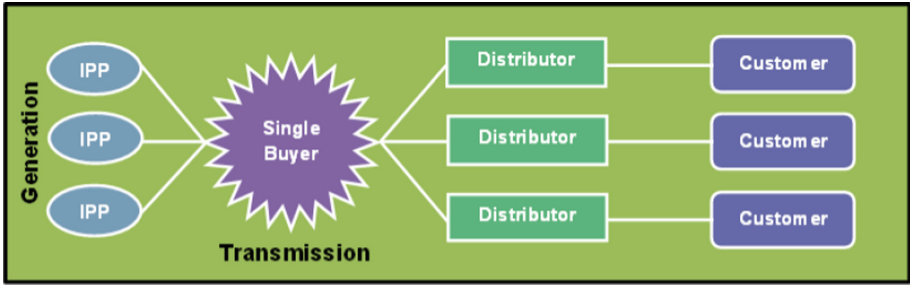 Generation
IPP
IPP
IPP
Single
Buyer
Transmission
Distributor
Distributor
Distributor
Customer
Customer
Customer